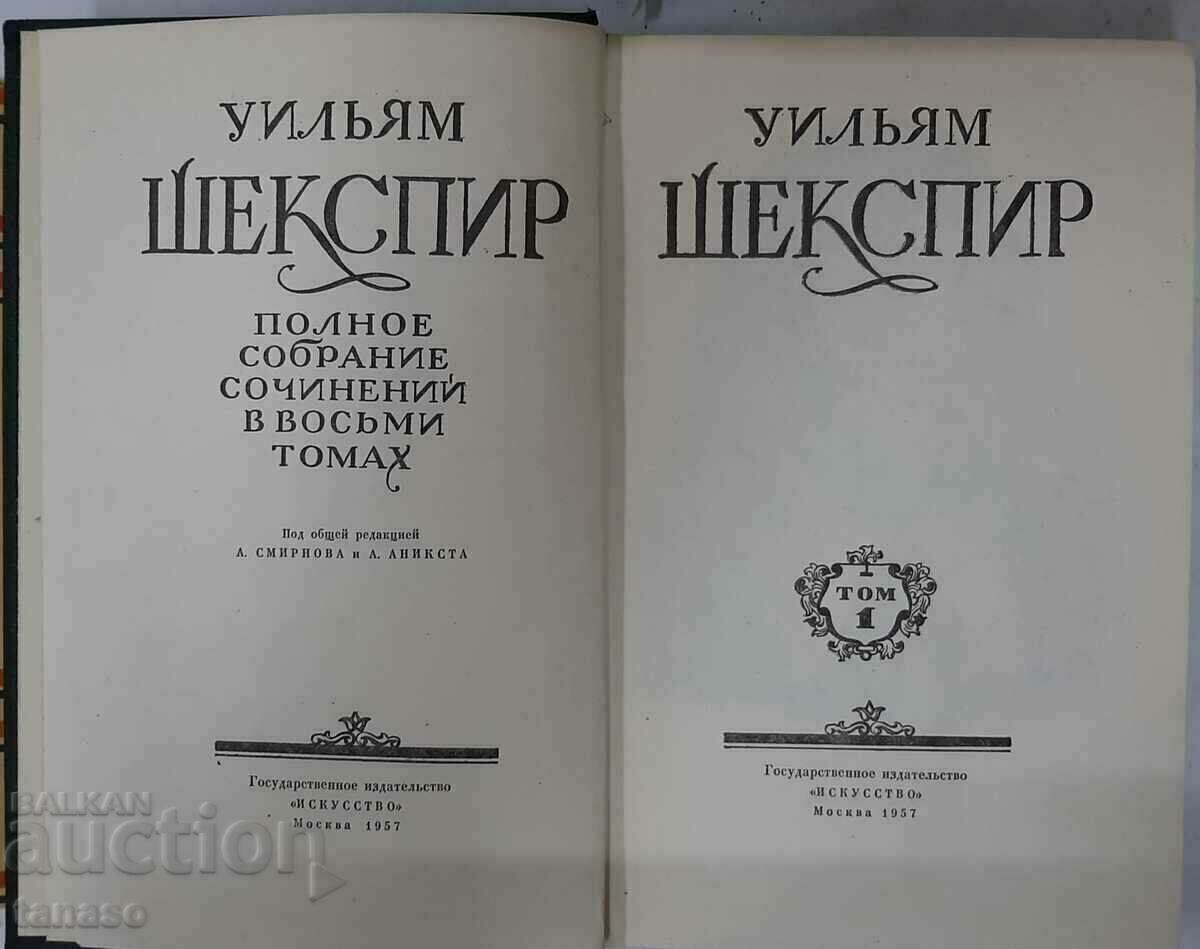 УИЛЬЯМ
ШЕКСПИР
ПОЛНОЕ
СОБРАНИЕ
СОЧИНЕНИЙ
В ВОСЬМИ
ТОМАХ
Под общей редакцией
А. СМИРНОВА и А. АНИКСТА
Государственное издательство
«ИСКУССТВО»
Москва 1957
УИЛЬЯМ
ШЕКСПИР
ТОМ
1
Государственное издательство
«ИСКУССТВО»
Москва 1957
BALKAN
auction
tanaso